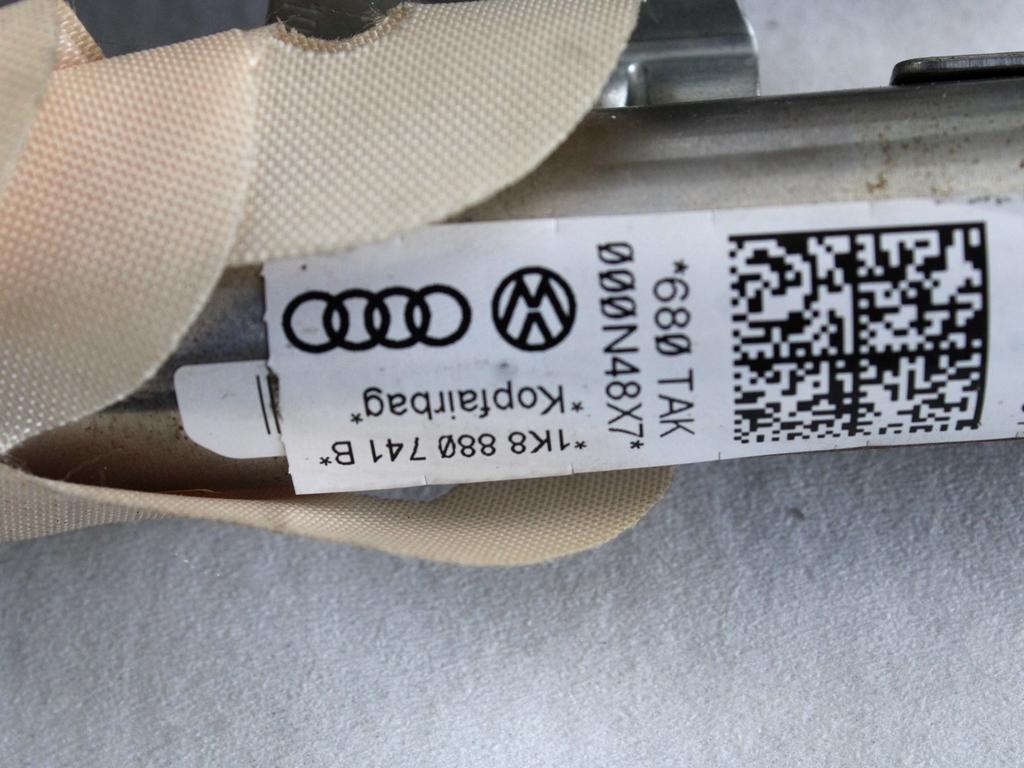 *1K8 880 741 B*
*Kopfairbag*
*680 TAK
000N48X7*